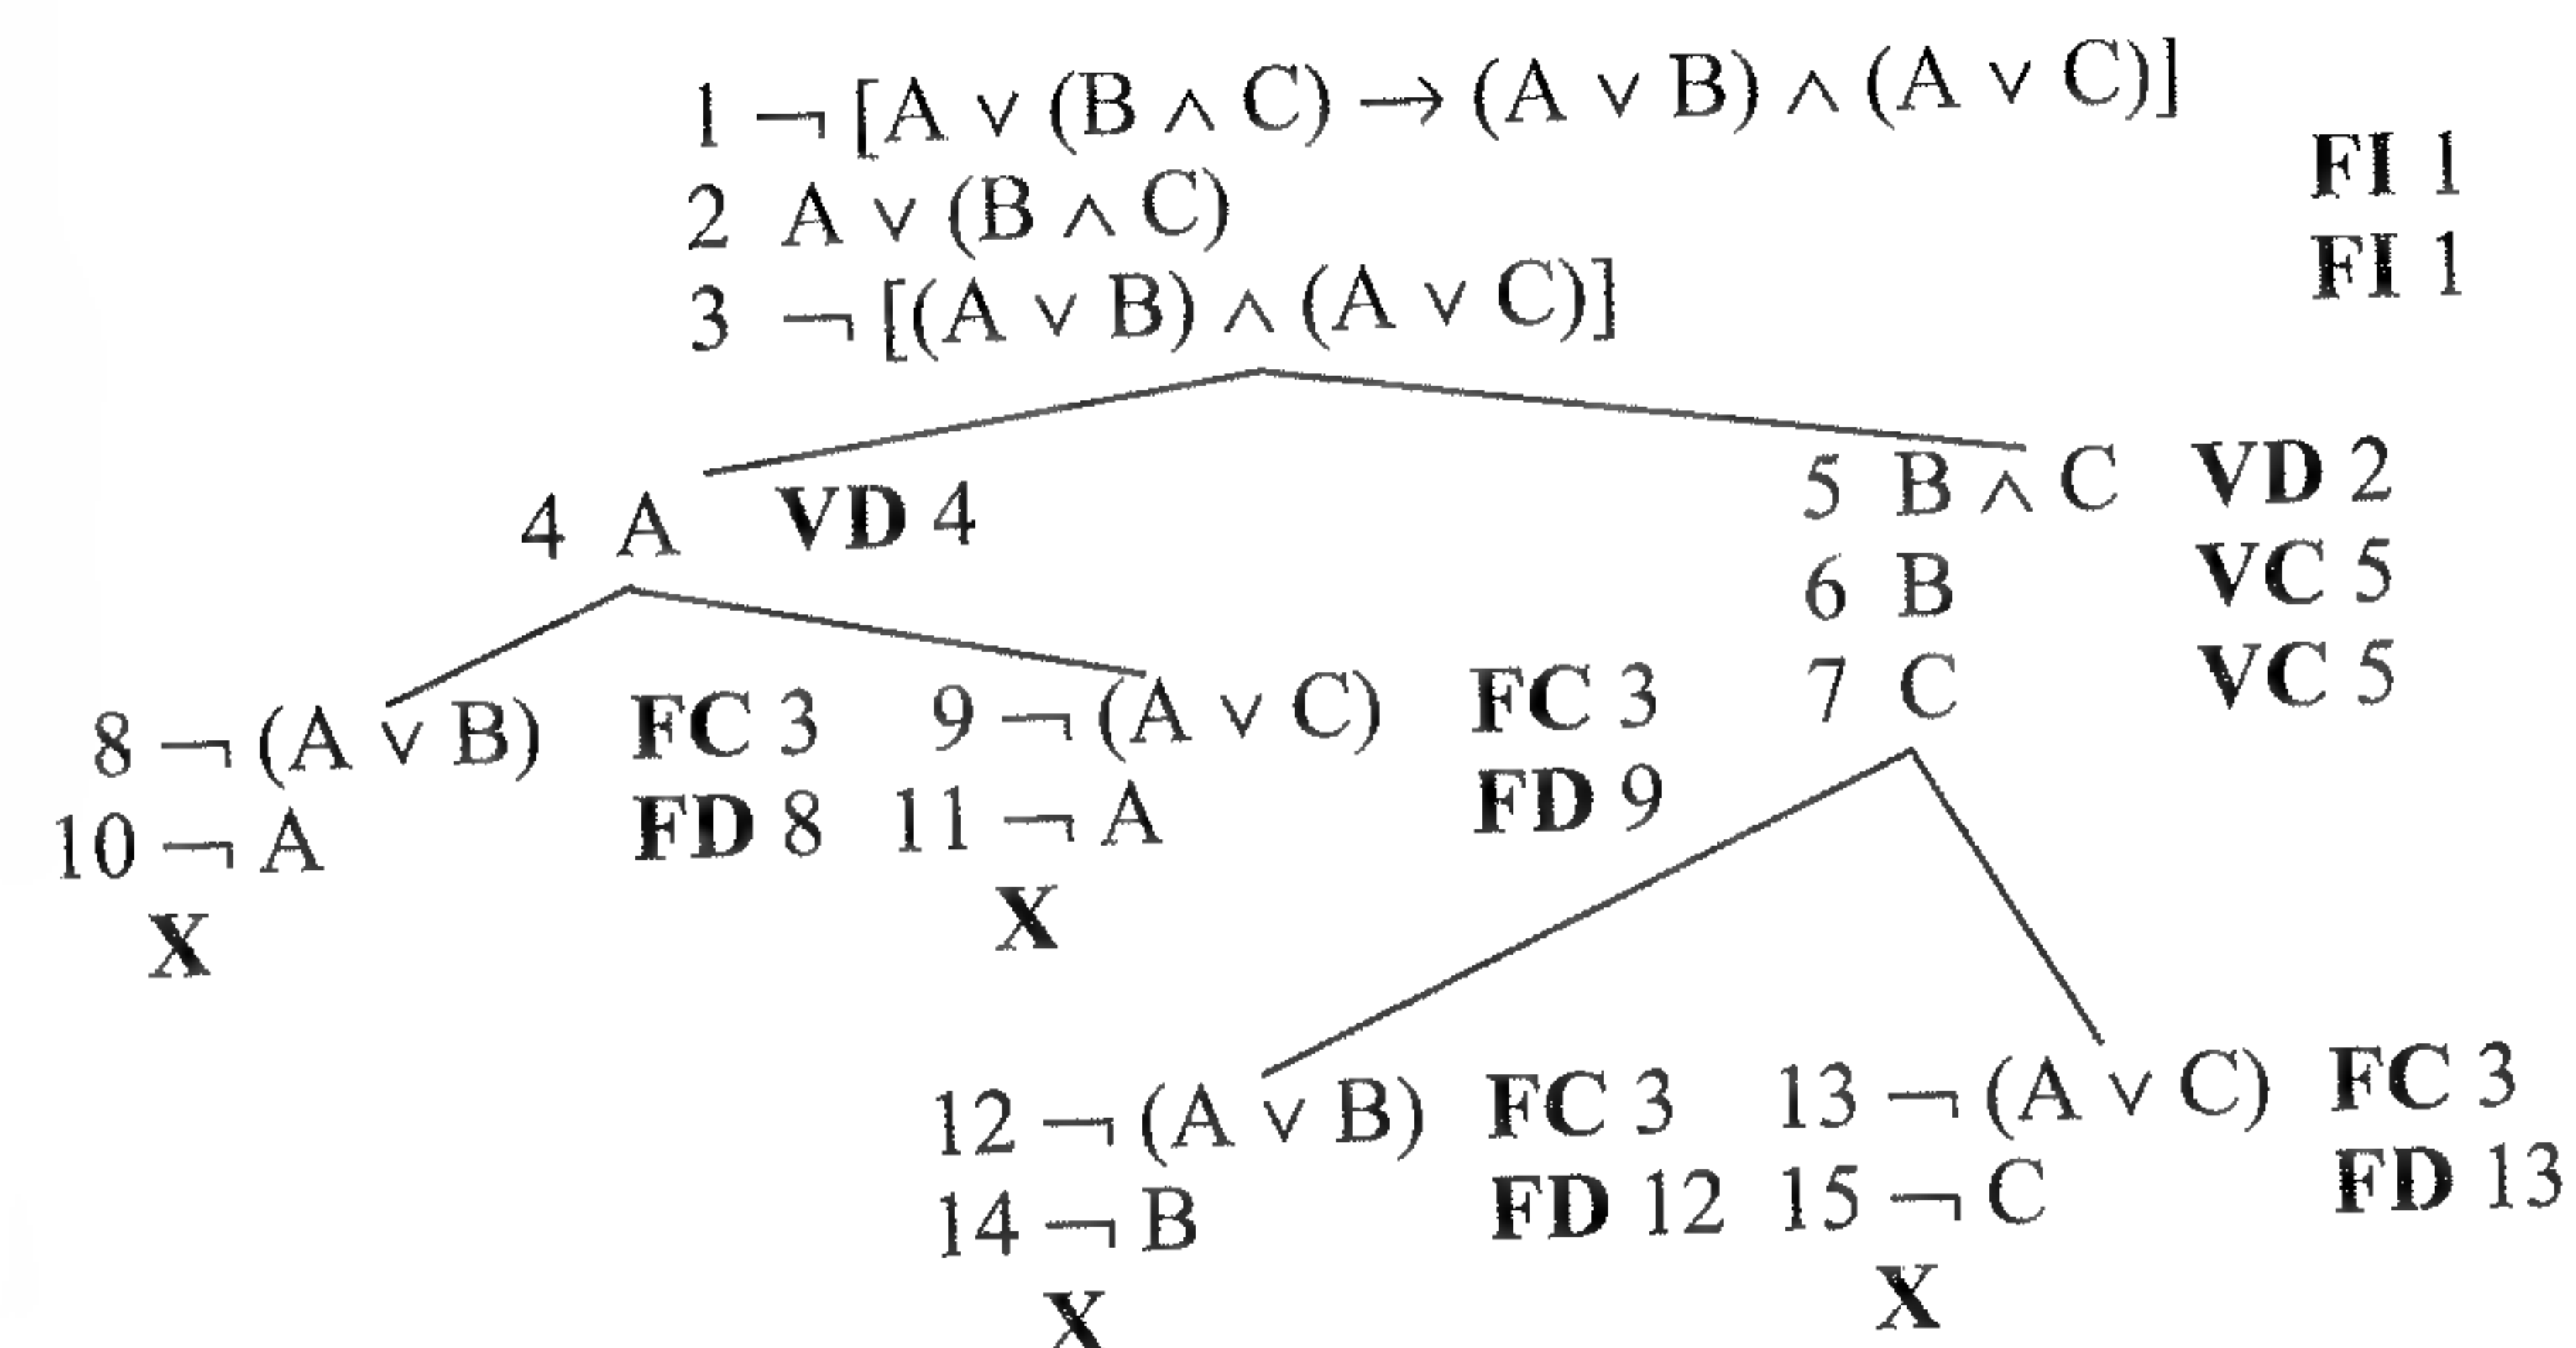 1 ¬ [A ∨ (B ∧ C) → (A ∨ B) ∧ (A ∨ C)]
2 A ∨ (B ∧ C) FI 1
3 ¬ [(A ∨ B) ∧ (A ∨ C)] FI 1
4 A VD 4
5 B ∧ C VD 2
6 B VC 5
7 C VC 5
8 ¬ (A ∨ B) FC 3 9 ¬ (A ∨ C) FC 3
10 ¬ A FD 8 11 ¬ A FD 9
X X
12 ¬ (A ∨ B) FC 3 13 ¬ (A ∨ C) FC 3
14 ¬ B FD 12 15 ¬ C FD 13
X X